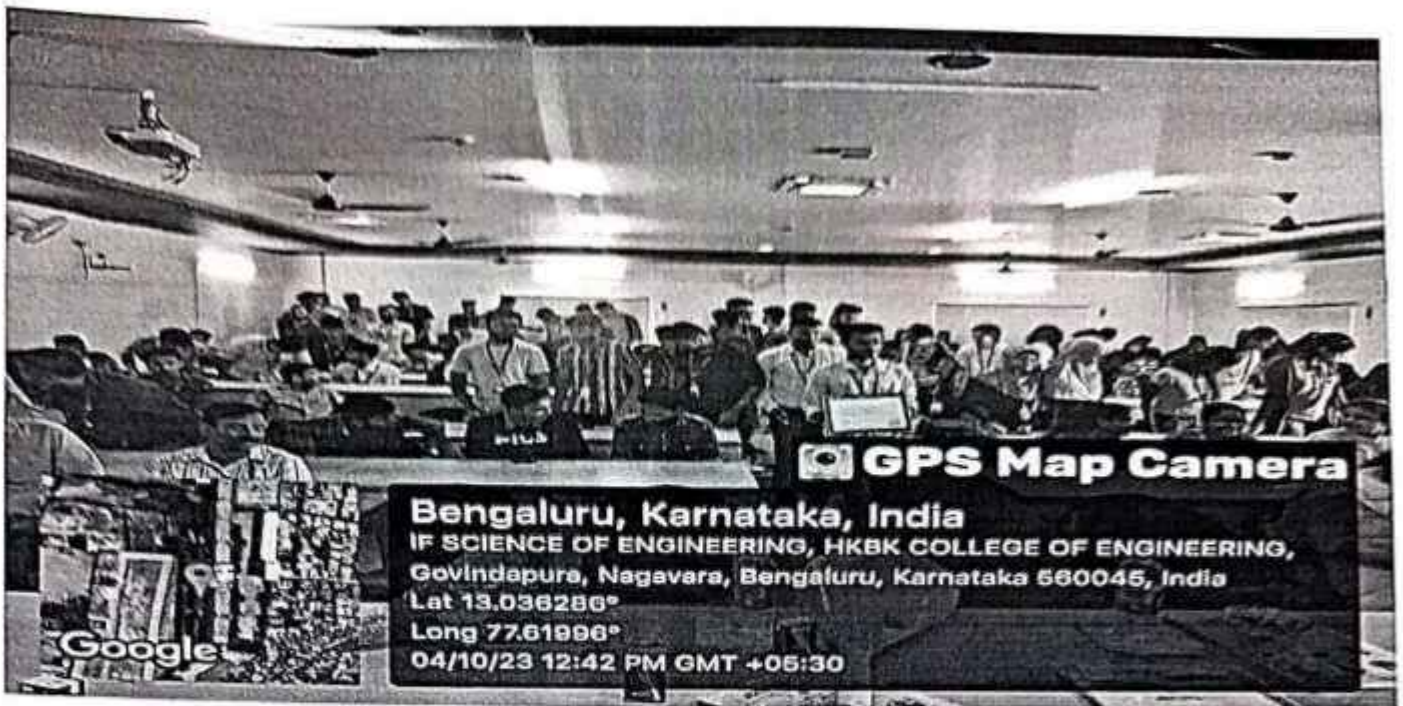 GPS Map Camera
Bengaluru, Karnataka, India
IF SCIENCE OF ENGINEERING, HKBK COLLEGE OF ENGINEERING,
Govindapura, Nagavara, Bengaluru, Karnataka 560045, India
Lat 13.036286°
Long 77.61996°
04/10/23 12:42 PM GMT +05:30
Google